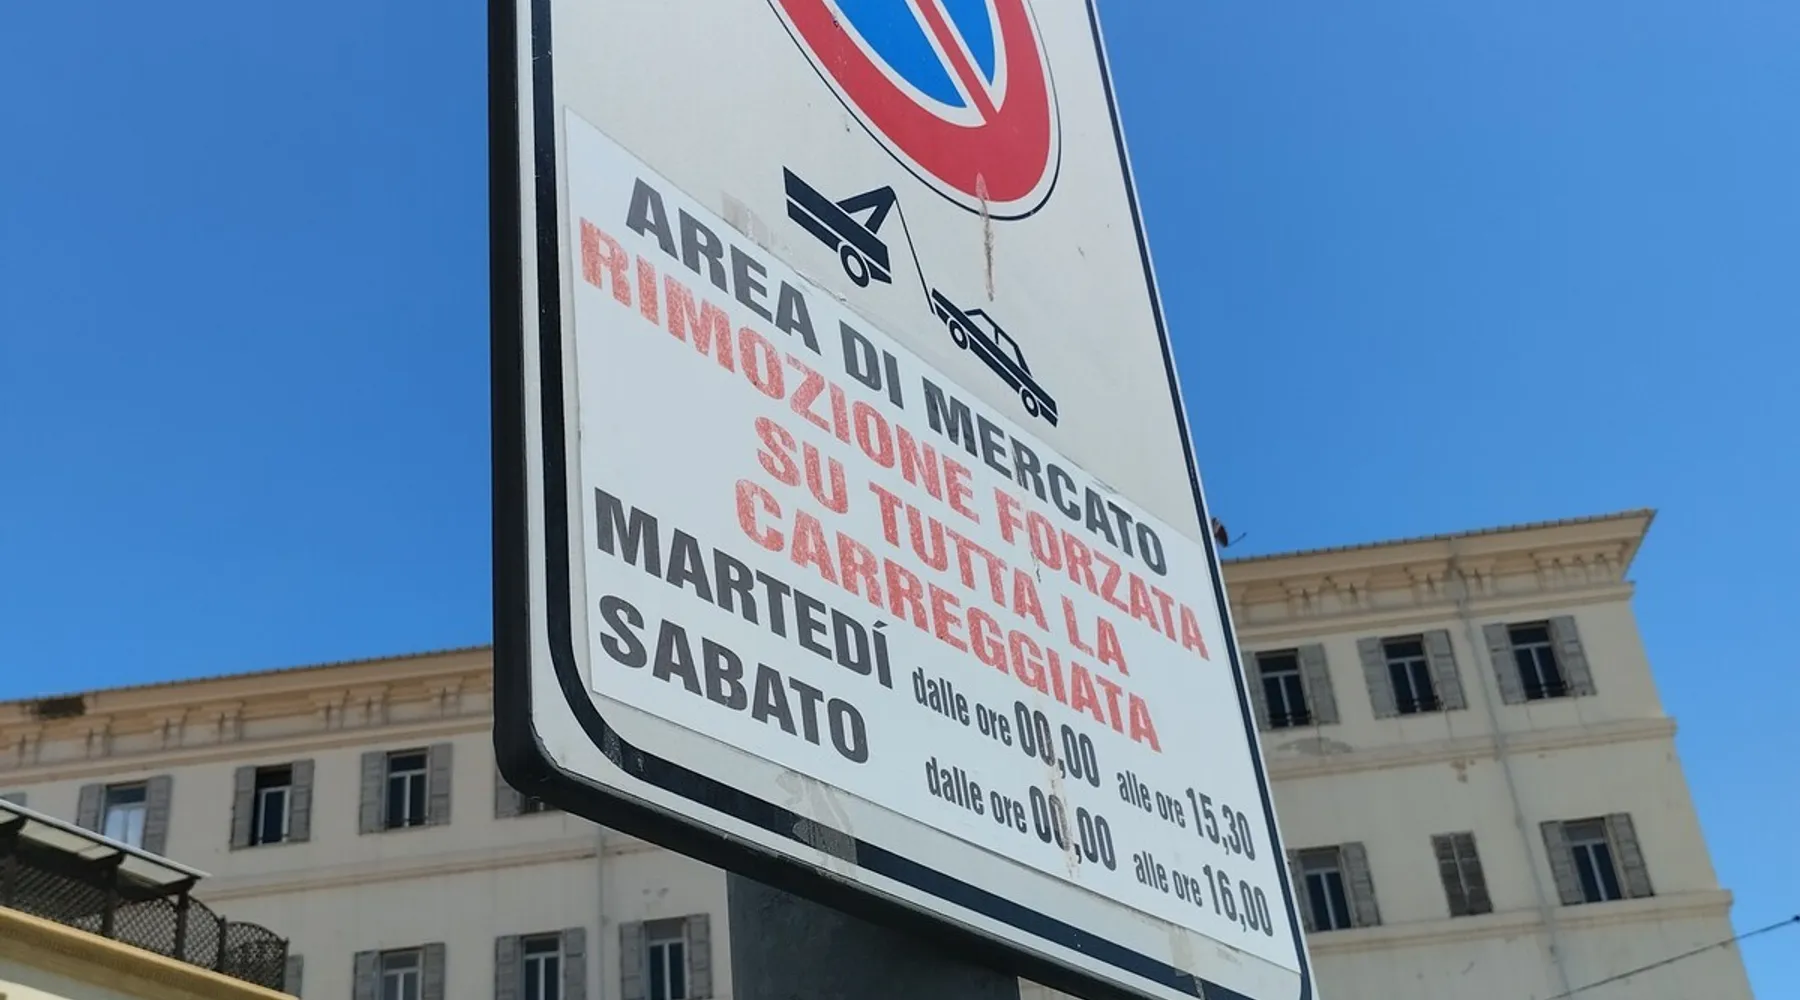 AREA DI MERCATO
RIMOZIONE FORZATA
SU TUTTA LA
CARREGGIATA
MARTEDÍ dalle ore 00,00 alle ore 15,30
SABATO dalle ore 00,00 alle ore 16,00